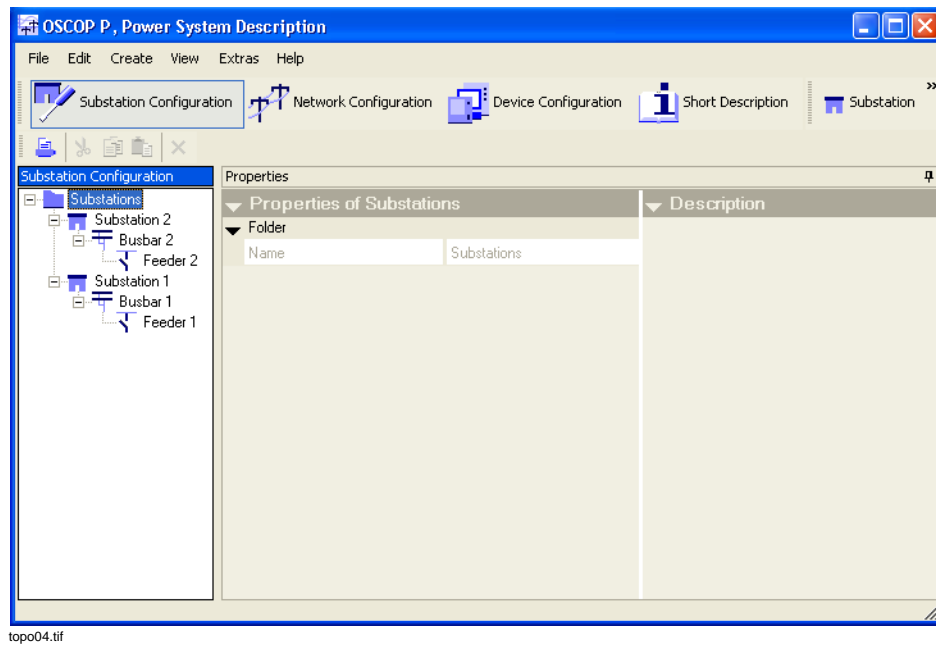 OSCOP P, Power System Description
File Edit Create View Extras Help
Substation Configuration Network Configuration Device Configuration Short Description Substation »
Substation Configuration Properties
Substations Properties of Substations Description
Substation 2 Folder
Busbar 2 Name Substations
Feeder 2
Substation 1
Busbar 1
Feeder 1
topo04.tif